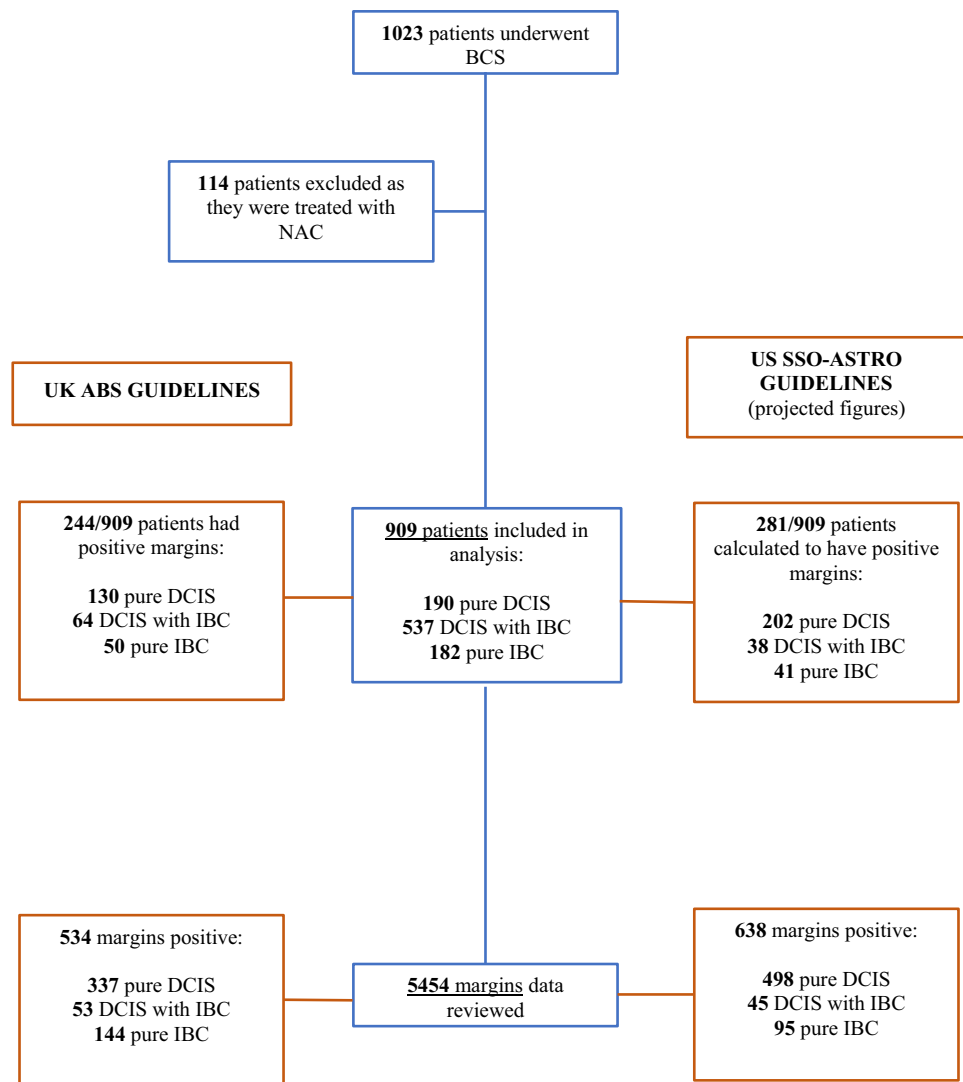 1023 patients underwent
BCS
114 patients excluded as
they were treated with
NAC
UK ABS GUIDELINES
US SSO-ASTRO
GUIDELINES
(projected figures)
244/909 patients had
positive margins:
130 pure DCIS
64 DCIS with IBC
50 pure IBC
909 patients included in
analysis:
190 pure DCIS
537 DCIS with IBC
182 pure IBC
281/909 patients
calculated to have positive
margins:
202 pure DCIS
38 DCIS with IBC
41 pure IBC
534 margins positive:
337 pure DCIS
53 DCIS with IBC
144 pure IBC
5454 margins data
reviewed
638 margins positive:
498 pure DCIS
45 DCIS with IBC
95 pure IBC